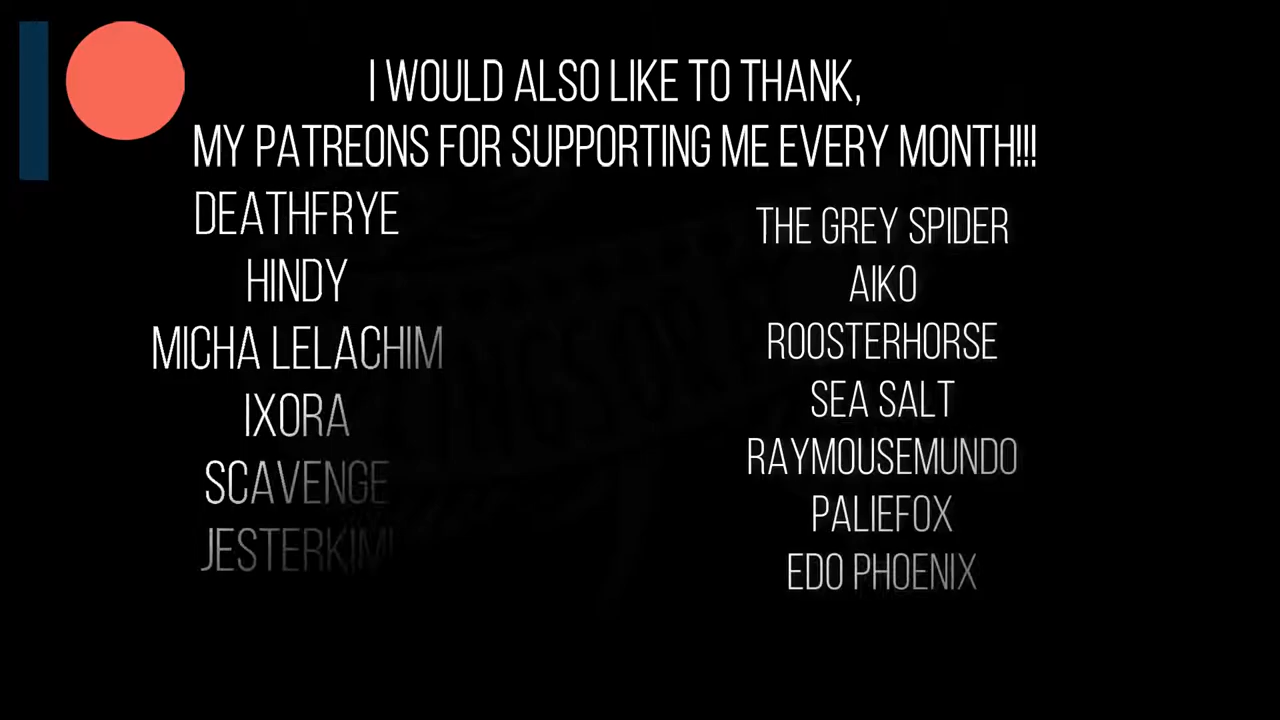 I WOULD ALSO LIKE TO THANK,
MY PATREONS FOR SUPPORTING ME EVERY MONTH!!!
DEATHFRYE
HINDY
MICHA LELACHIM
IXORA
SCAVENGE
THE GREY SPIDER
AIKO
ROOSTERHORSE
SEA SALT
RAYMOUSEMUNDO
PALIEFOX
EDO PHOENIX